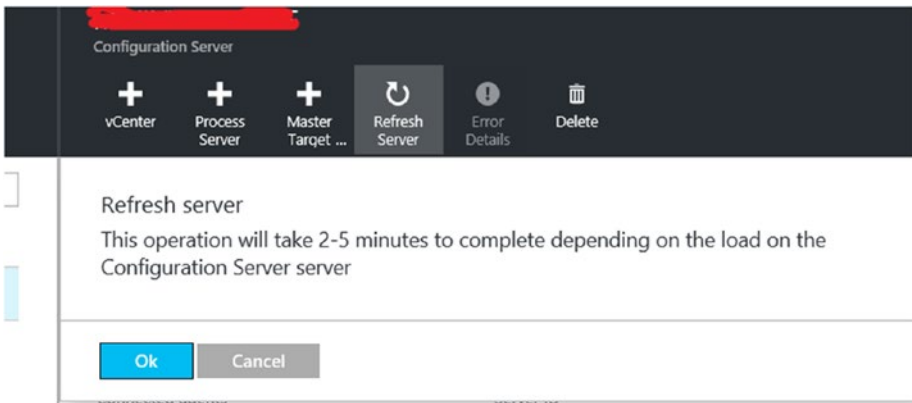 Configuration Server
vCenter
Process
Server
Master
Target ...
Refresh
Server
Error
Details
Delete
Refresh server
This operation will take 2-5 minutes to complete depending on the load on the
Configuration Server server
Ok
Cancel